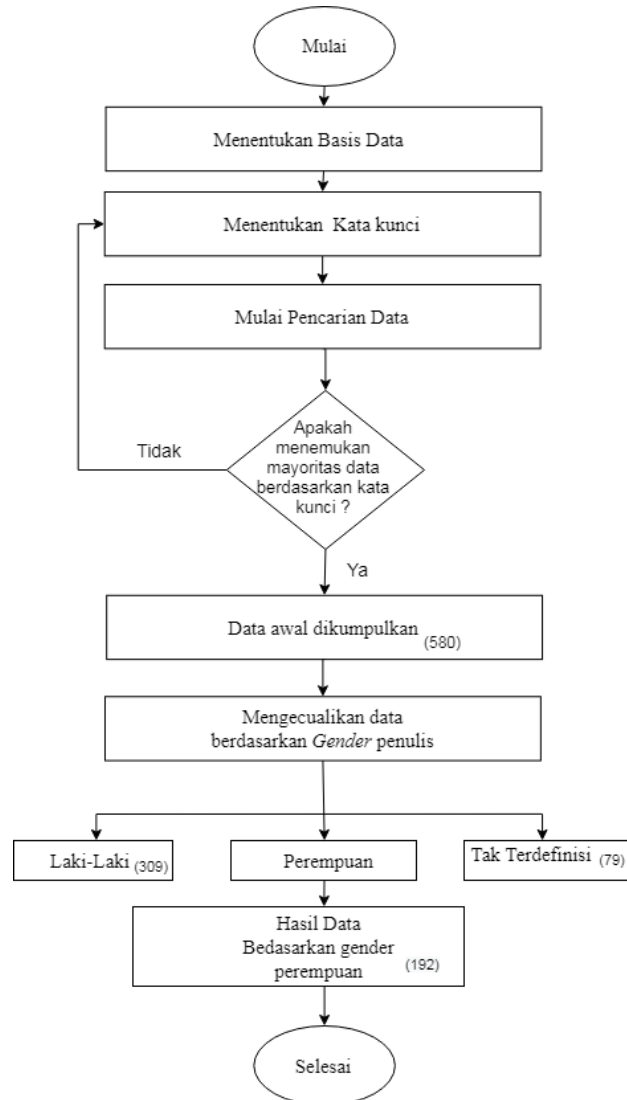 Mulai
Menentukan Basis Data
Menentukan Kata kunci
Mulai Pencarian Data
Apakah
menemukan
mayoritas data
berdasarkan kata
kunci ?
Tidak
Ya
Data awal dikumpulkan (580)
Mengecualikan data
berdasarkan Gender penulis
Laki-Laki (309)
Perempuan
Tak Terdefinisi (79)
Hasil Data
Bedasarkan gender
perempuan (192)
Selesai